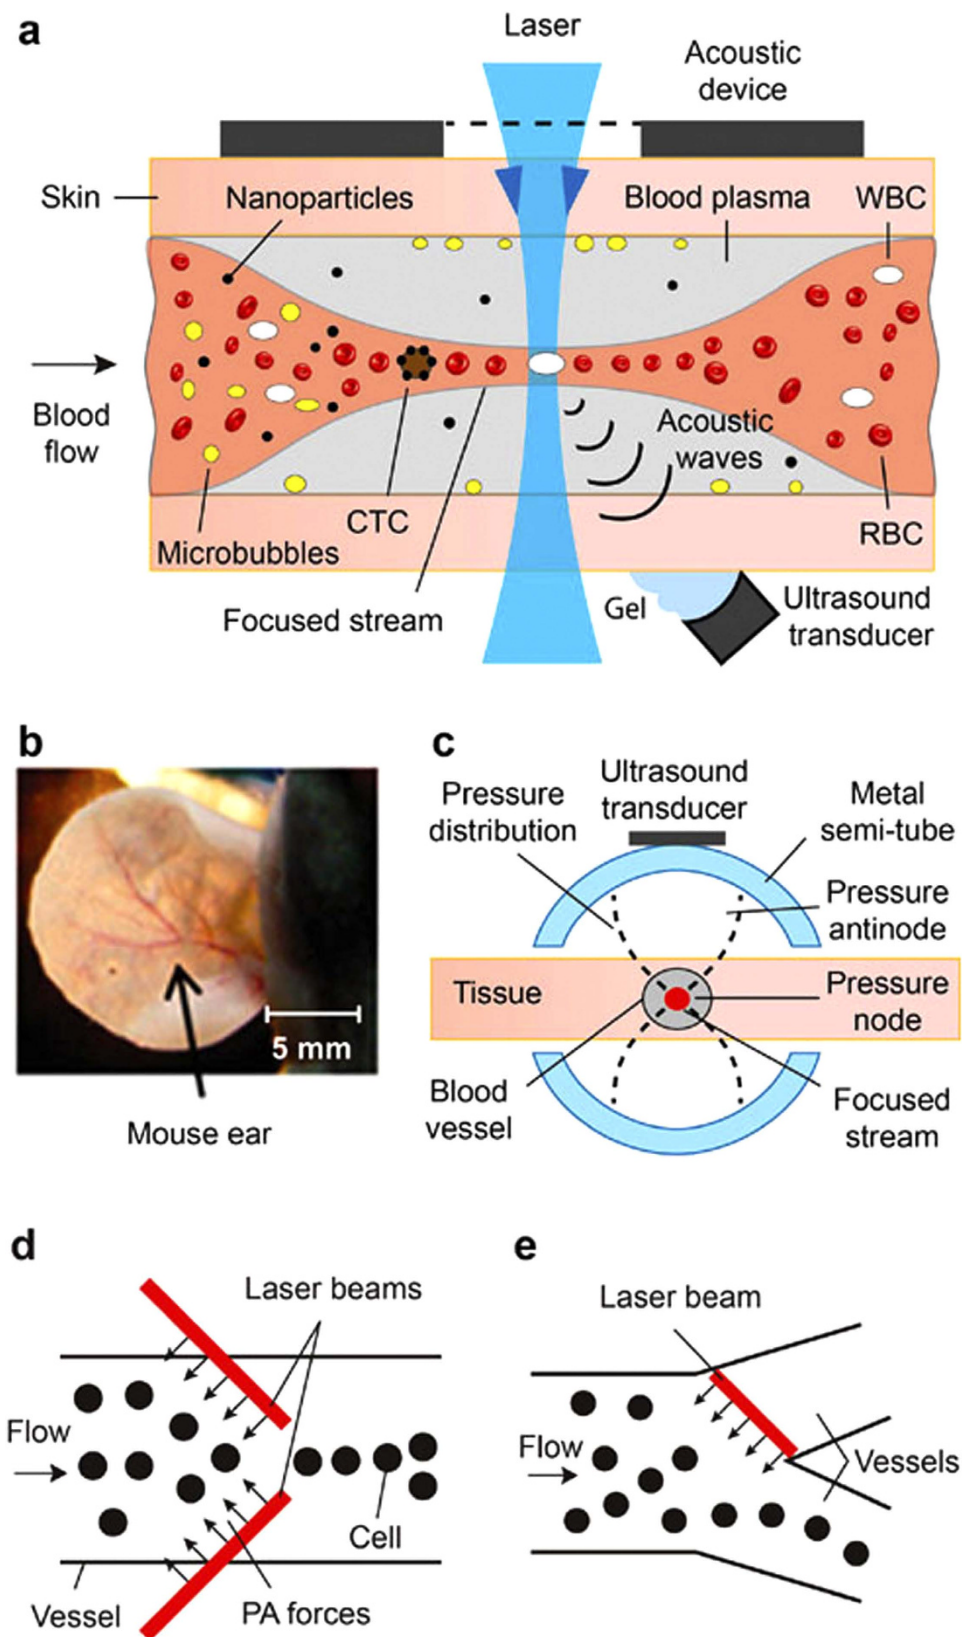 a
Laser
Acoustic
device
Skin
Nanoparticles
Blood plasma
WBC
Blood
flow
Acoustic
waves
CTC
Microbubbles
RBC
Focused stream
Gel
Ultrasound
transducer
b
5 mm
Mouse ear
c
Pressure
distribution
Ultrasound
transducer
Metal
semi-tube
Pressure
antinode
Tissue
Pressure
node
Blood
vessel
Focused
stream
d
Laser beams
Flow
Cell
Vessel
PA forces
e
Laser beam
Flow
Vessels